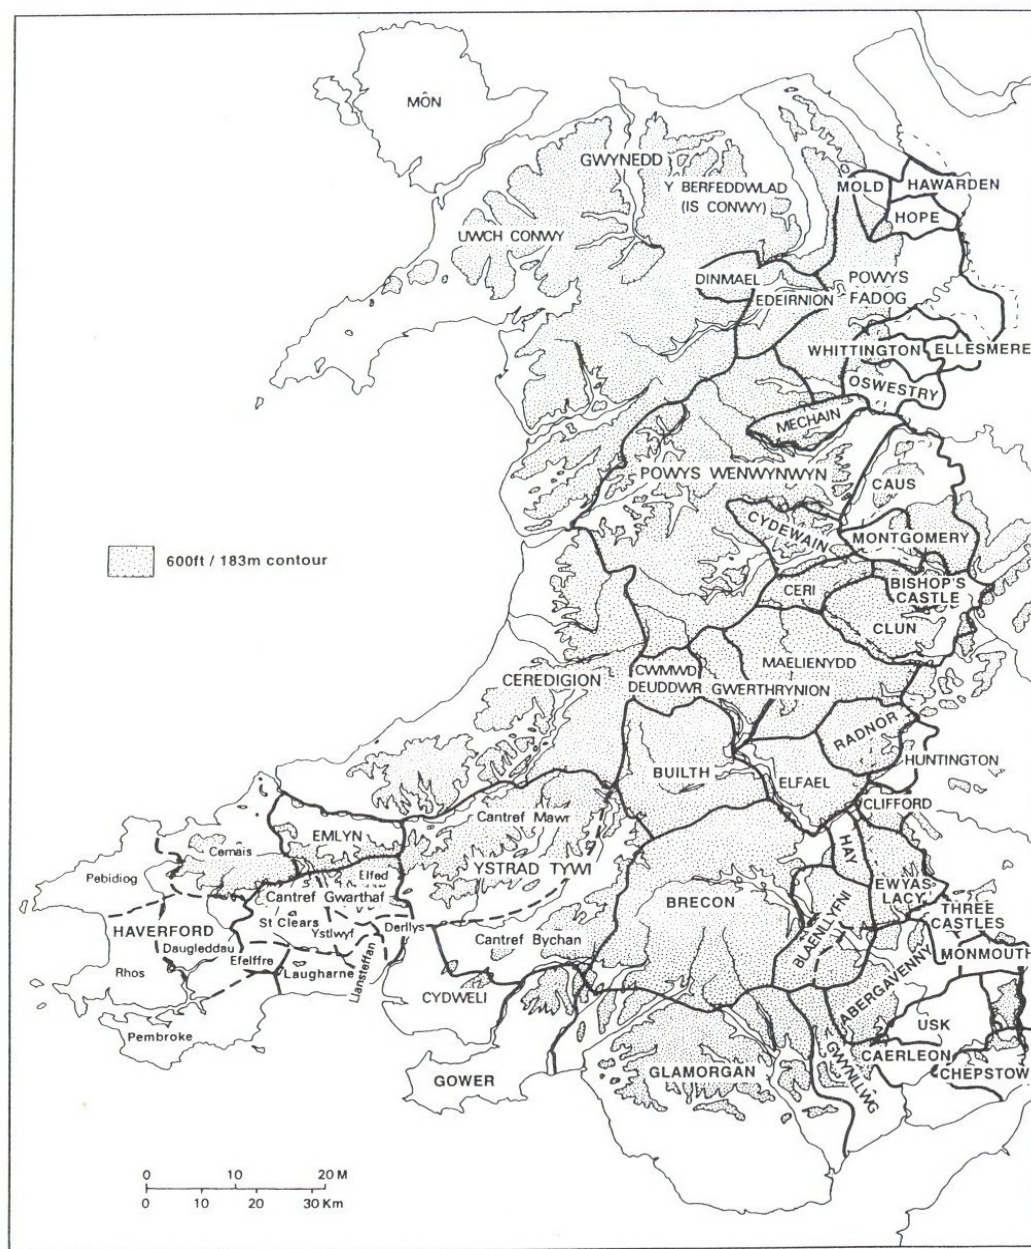 MÔN
GWYNEDD
Y BERFEDDWLAD
(IS CONWY)
MOLD
HAWARDEN
HOPE
UWCH CONWY
DINMAEL
EDEIRNION
POWYS
FADOG
WHITTINGTON
ELLESMERE
OSWESTRY
MECHAIN
POWYS WENWYNWYN
CAUS
CYDEWAIN
MONTGOMERY
600ft / 183m contour
CERI
BISHOP'S
CASTLE
CLUN
CEREDIGION
CWMWD
DEUDDWR
GWERTHRYNION
MAELIENYDD
RADNOR
HUNTINGTON
BUILTH
ELFAEL
CLIFFORD
Cantref Mawr
EMLYN
Cemais
HAY
Elfed
YSTRAD TYWI
Pebidiog
Cantref Gwarthaf
BRECON
EWYAS
LACY
St Clears
Ystlwyf
Derllys
THREE
CASTLES
HAVERFORD
Daugleddau
Efelffre
Cantref Bychan
BLAENLLYFNI
MONMOUTH
Rhos
Laugharne
Llansteffan
CYDWELI
ABERGAVENNY
USK
Pembroke
GOWER
GLAMORGAN
GWYNLLWG
CAERLEON
CHEPSTOW
0 10 20 M
0 10 20 30 Km